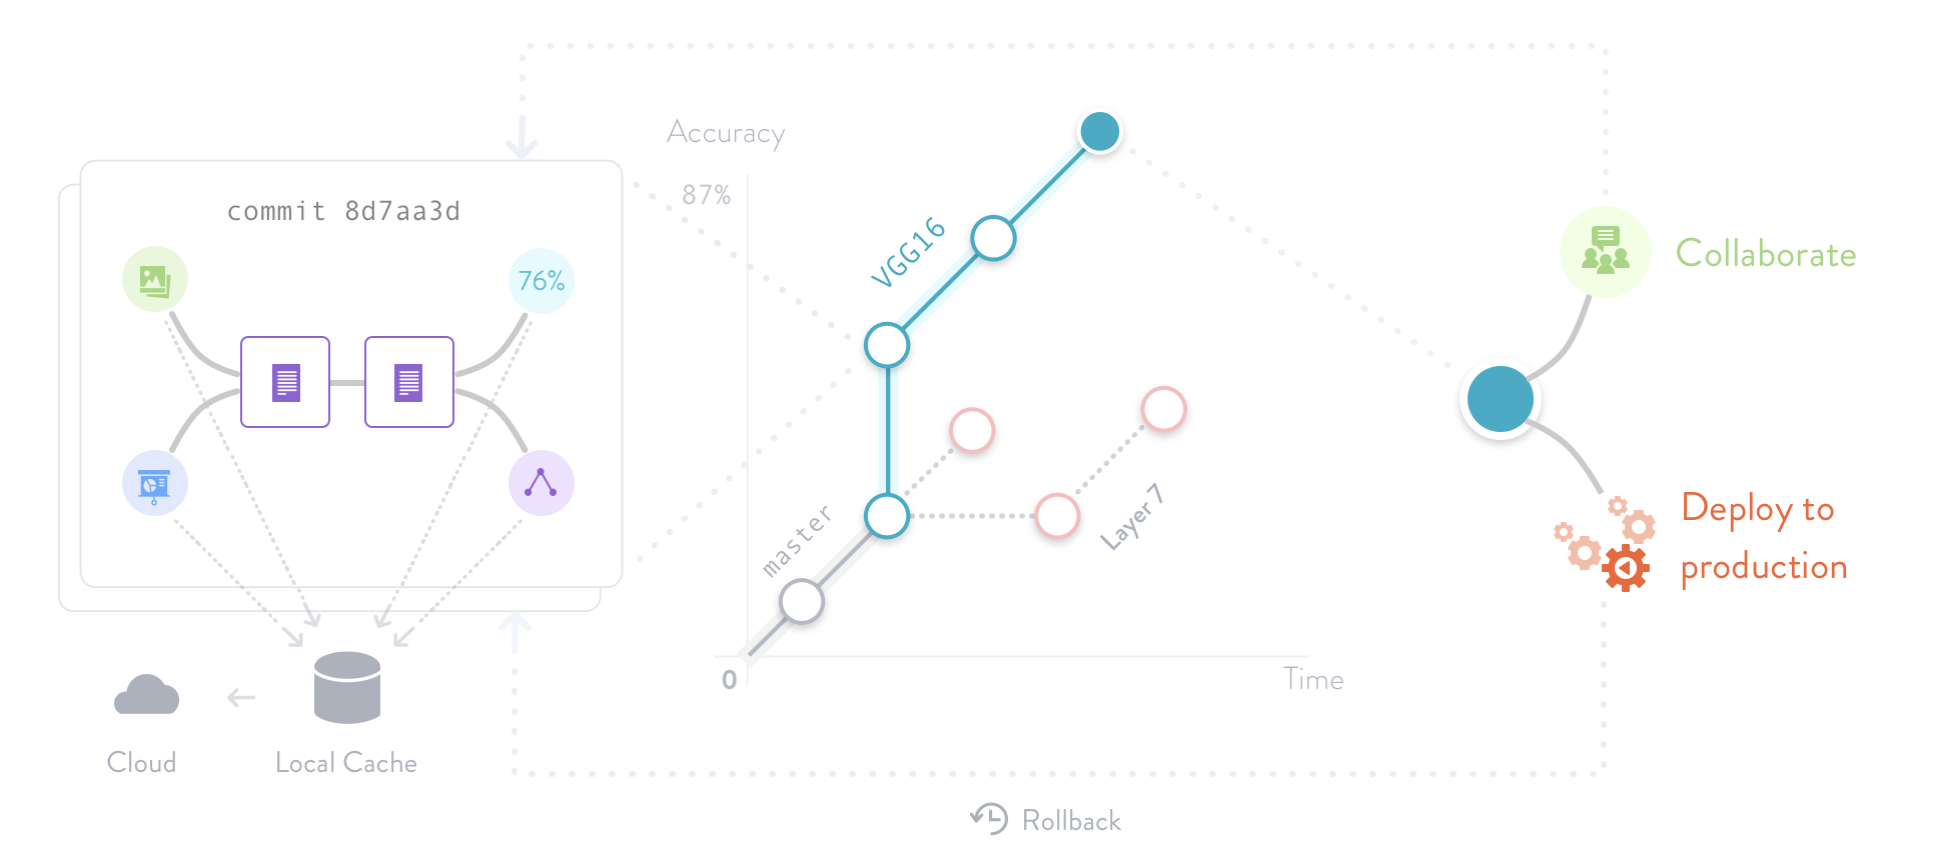 Accuracy
87%
commit 8d7aa3d
76%
VGG16
Collaborate
master
Layer 7
Deploy to
production
0
Time
Cloud
Local Cache
Rollback